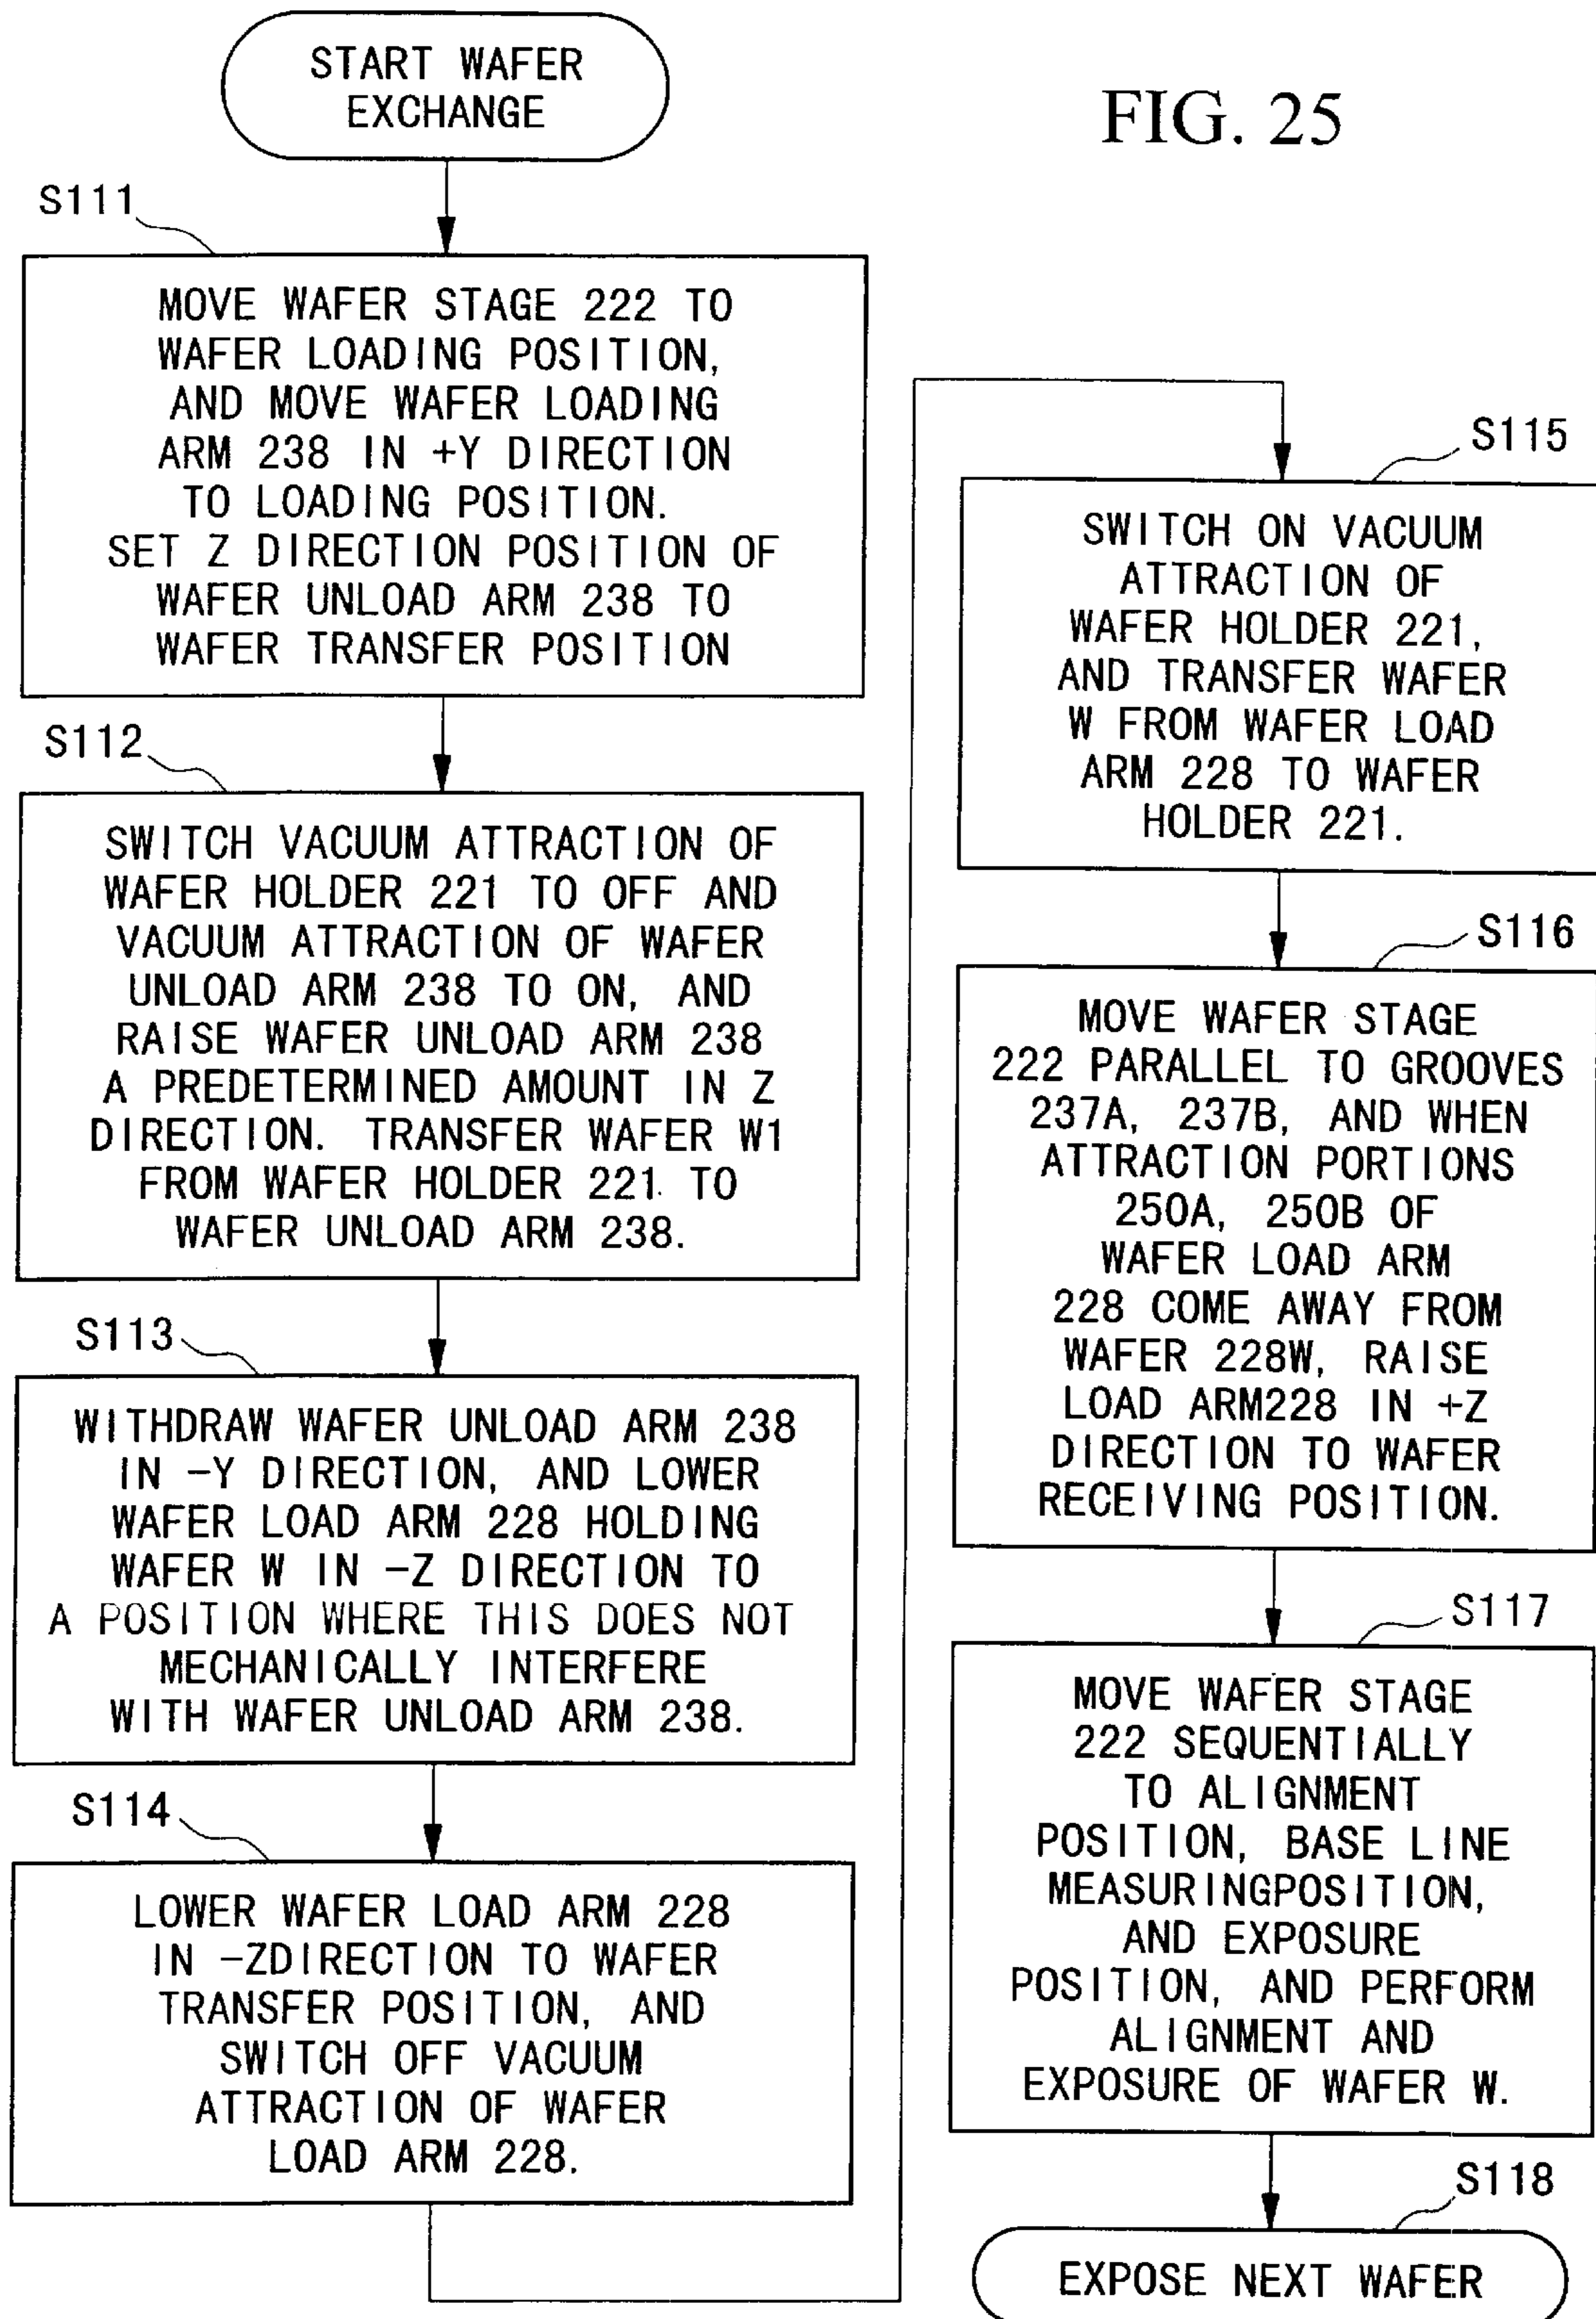 START WAFER
EXCHANGE
FIG. 25
S111
MOVE WAFER STAGE 222 TO
WAFER LOADING POSITION,
AND MOVE WAFER LOADING
ARM 238 IN +Y DIRECTION
TO LOADING POSITION.
SET Z DIRECTION POSITION OF
WAFER UNLOAD ARM 238 TO
WAFER TRANSFER POSITION
S112
SWITCH VACUUM ATTRACTION OF
WAFER HOLDER 221 TO OFF AND
VACUUM ATTRACTION OF WAFER
UNLOAD ARM 238 TO ON, AND
RAISE WAFER UNLOAD ARM 238
A PREDETERMINED AMOUNT IN Z
DIRECTION. TRANSFER WAFER W1
FROM WAFER HOLDER 221. TO
WAFER UNLOAD ARM 238.
S113
WITHDRAW WAFER UNLOAD ARM 238
IN -Y DIRECTION, AND LOWER
WAFER LOAD ARM 228 HOLDING
WAFER W IN -Z DIRECTION TO
A POSITION WHERE THIS DOES NOT
MECHANICALLY INTERFERE
WITH WAFER UNLOAD ARM 238.
S114
LOWER WAFER LOAD ARM 228
IN -ZDIRECTION TO WAFER
TRANSFER POSITION, AND
SWITCH OFF VACUUM
ATTRACTION OF WAFER
LOAD ARM 228.
S115
SWITCH ON VACUUM
ATTRACTION OF
WAFER HOLDER 221,
AND TRANSFER WAFER
W FROM WAFER LOAD
ARM 228 TO WAFER
HOLDER 221.
S116
MOVE WAFER STAGE
222 PARALLEL TO GROOVES
237A, 237B, AND WHEN
ATTRACTION PORTIONS
250A, 250B OF
WAFER LOAD ARM
228 COME AWAY FROM
WAFER 228W, RAISE
LOAD ARM228 IN +Z
DIRECTION TO WAFER
RECEIVING POSITION.
S117
MOVE WAFER STAGE
222 SEQUENTIALLY
TO ALIGNMENT
POSITION, BASE LINE
MEASURINGPOSITION,
AND EXPOSURE
POSITION, AND PERFORM
ALIGNMENT AND
EXPOSURE OF WAFER W.
S118
EXPOSE NEXT WAFER